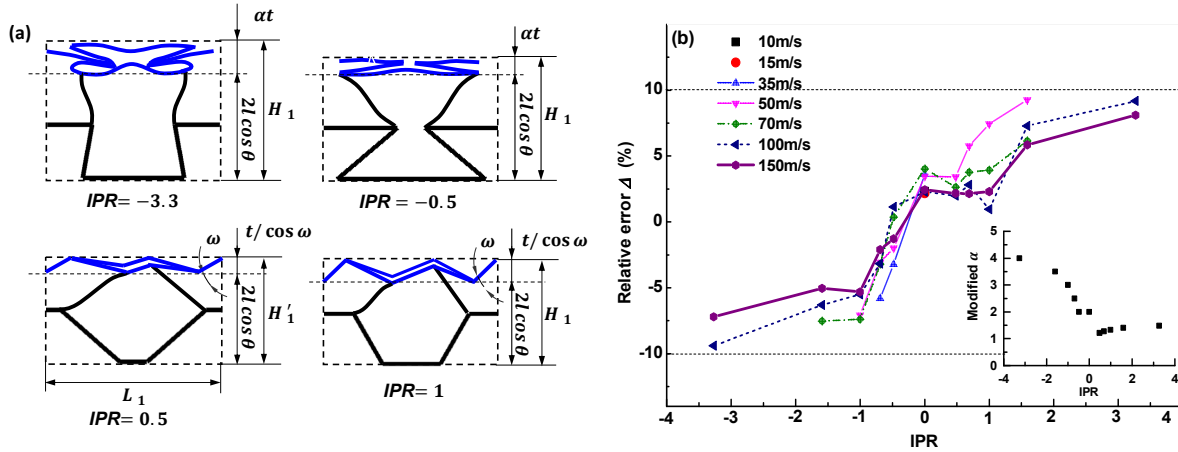 (a)
αt
2l cos θ
H 1
IPR= −3.3
αt
2l cos θ
H 1
IPR= −0.5
ω
t/ cos ω
2l cos θ
H ′ 1
L 1
IPR= 0.5
ω
t/ cos ω
2l cos θ
H 1
IPR= 1
(b)
10m/s
15m/s
35m/s
50m/s
70m/s
100m/s
150m/s
Relative error Δ (%)
10
5
0
-5
-10
-4 -3 -2 -1 0 1 2 3 4
IPR
Modified α
5
4
3
2
1
0
-4 -2 0 2 4
IPR